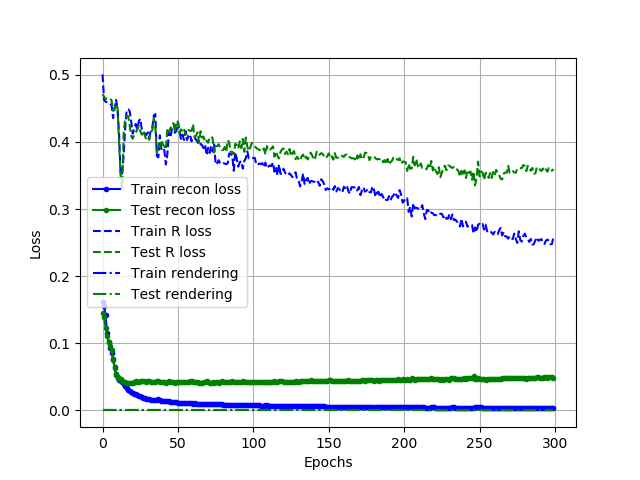 0.5
0.4
0.3
0.2
0.1
0.0
Loss
Train recon loss
Test recon loss
Train R loss
Test R loss
Train rendering
Test rendering
0 50 100 150 200 250 300
Epochs